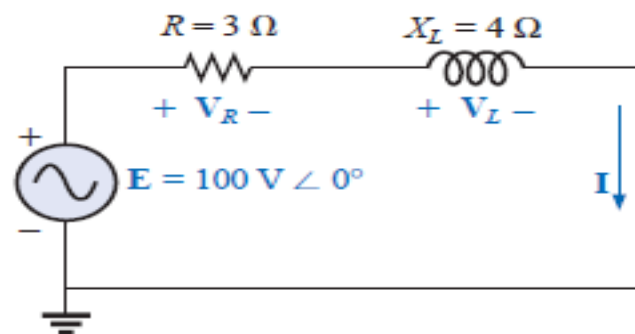 R = 3 Ω X_L = 4 Ω
+ V_R − + V_L −
+
E = 100 V ∠ 0°
I
−